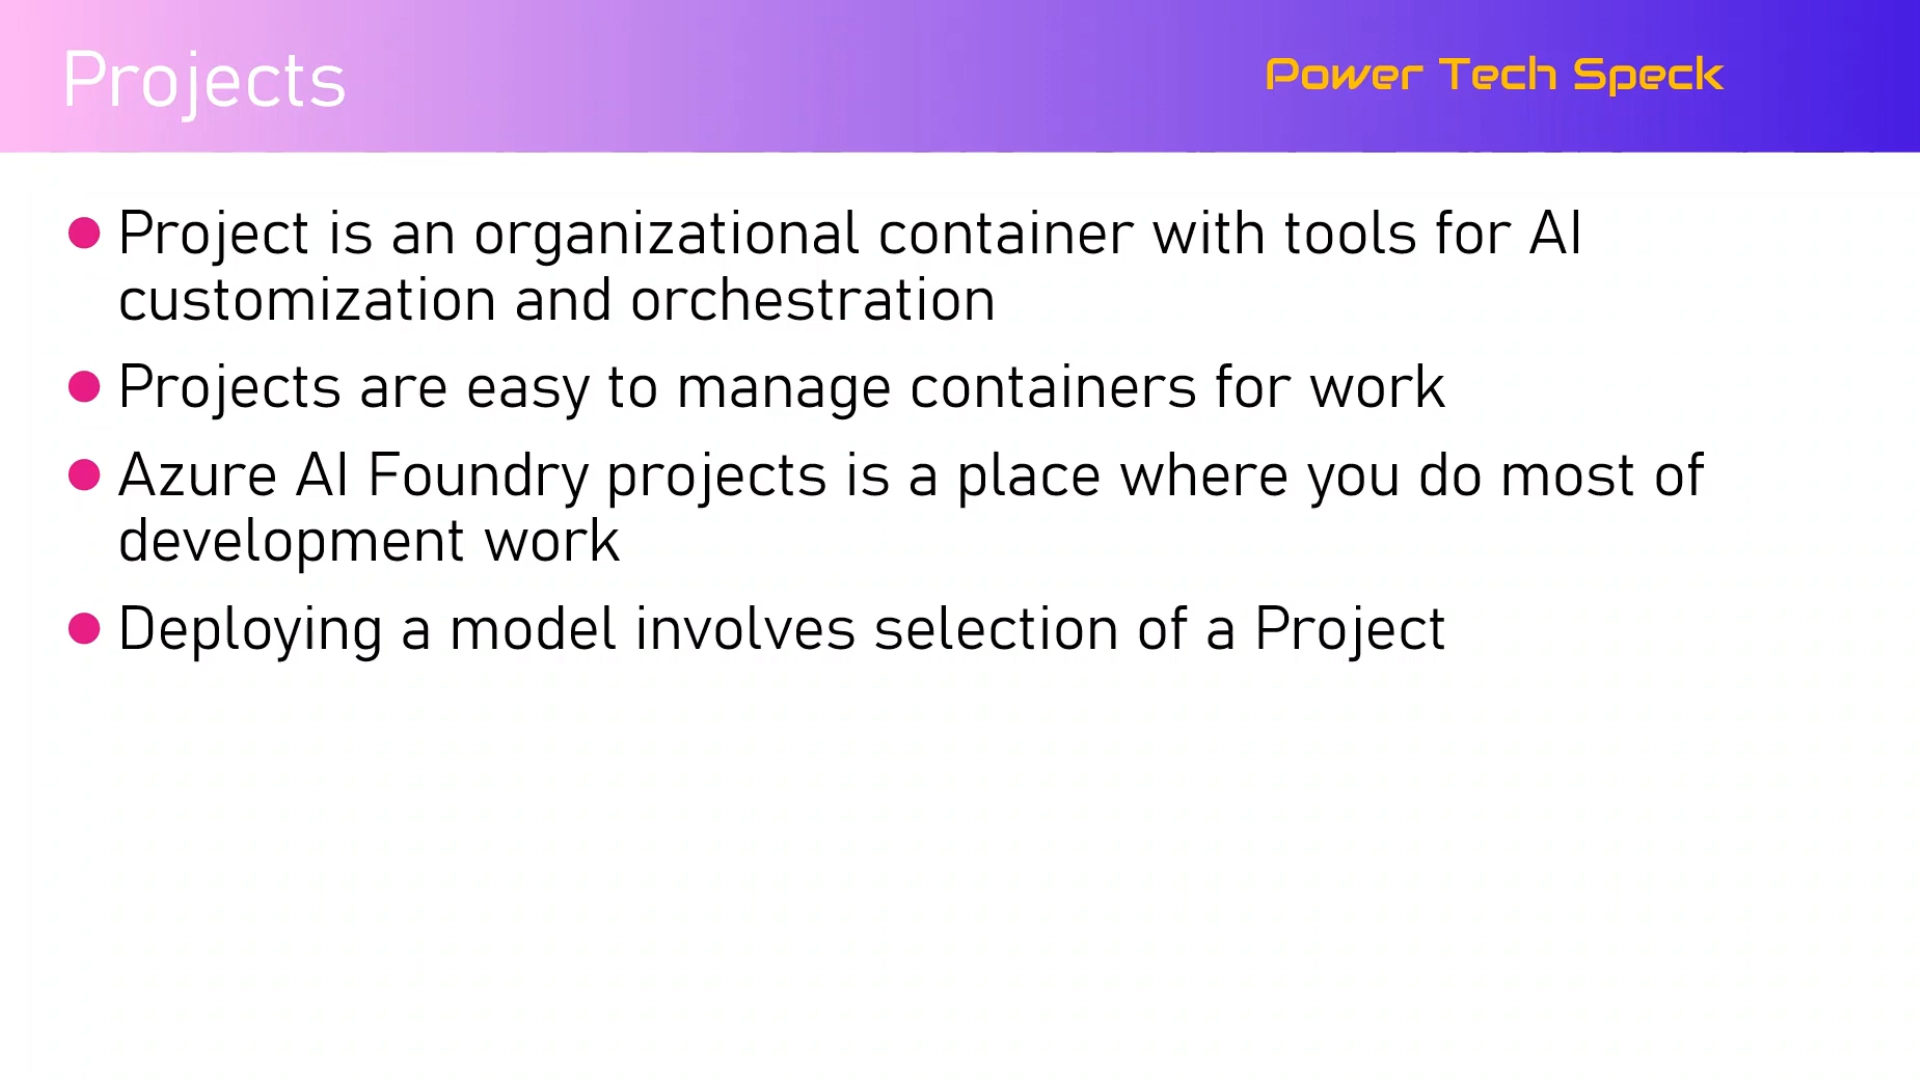 Projects
Power Tech Speck
Project is an organizational container with tools for AI
customization and orchestration
Projects are easy to manage containers for work
Azure AI Foundry projects is a place where you do most of
development work
Deploying a model involves selection of a Project